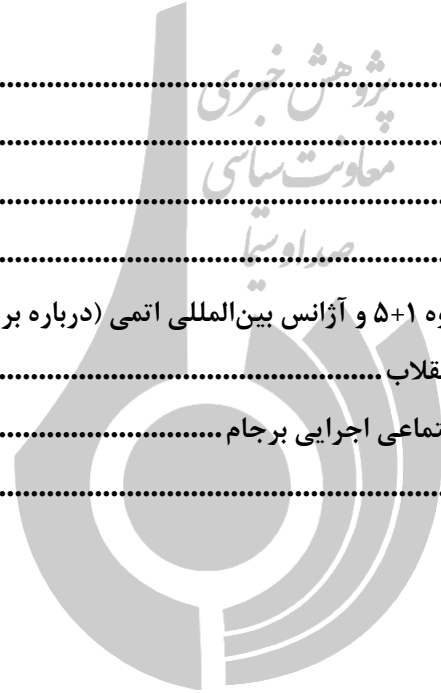 پژوهش خبری
معاونت سیاسی
صداوسیما
وه ۱+۵ و آژانس بین‌المللی اتمی (درباره بر
قلاب ................................
تماعی اجرایی برجام ................................